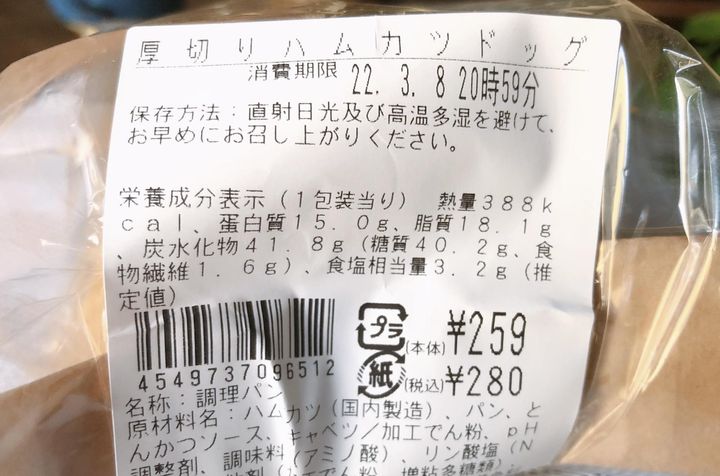 厚切りハムカツドッグ
消費期限 22. 3. 8 20時59分
保存方法：直射日光及び高温多湿を避けて、
お早めにお召し上がりください。
栄養成分表示（１包装当り） 熱量３８８ｋ
ｃａｌ、蛋白質１５．０ｇ、脂質１８．１ｇ
、炭水化物４１．８ｇ（糖質４０．２ｇ、食
物繊維１．６ｇ）、食塩相当量３．２ｇ（推
定値）
プラ (本体) ¥259
紙 (税込) ¥280
4549737096512
名称：調理パン
原材料名：ハムカツ（国内製造）、パン、と
んかつソース、キャベツ／加工でん粉、ｐＨ
調整剤、調味料（アミノ酸）、リン酸塩（Ｎ
工でん粉、増粘多糖類）